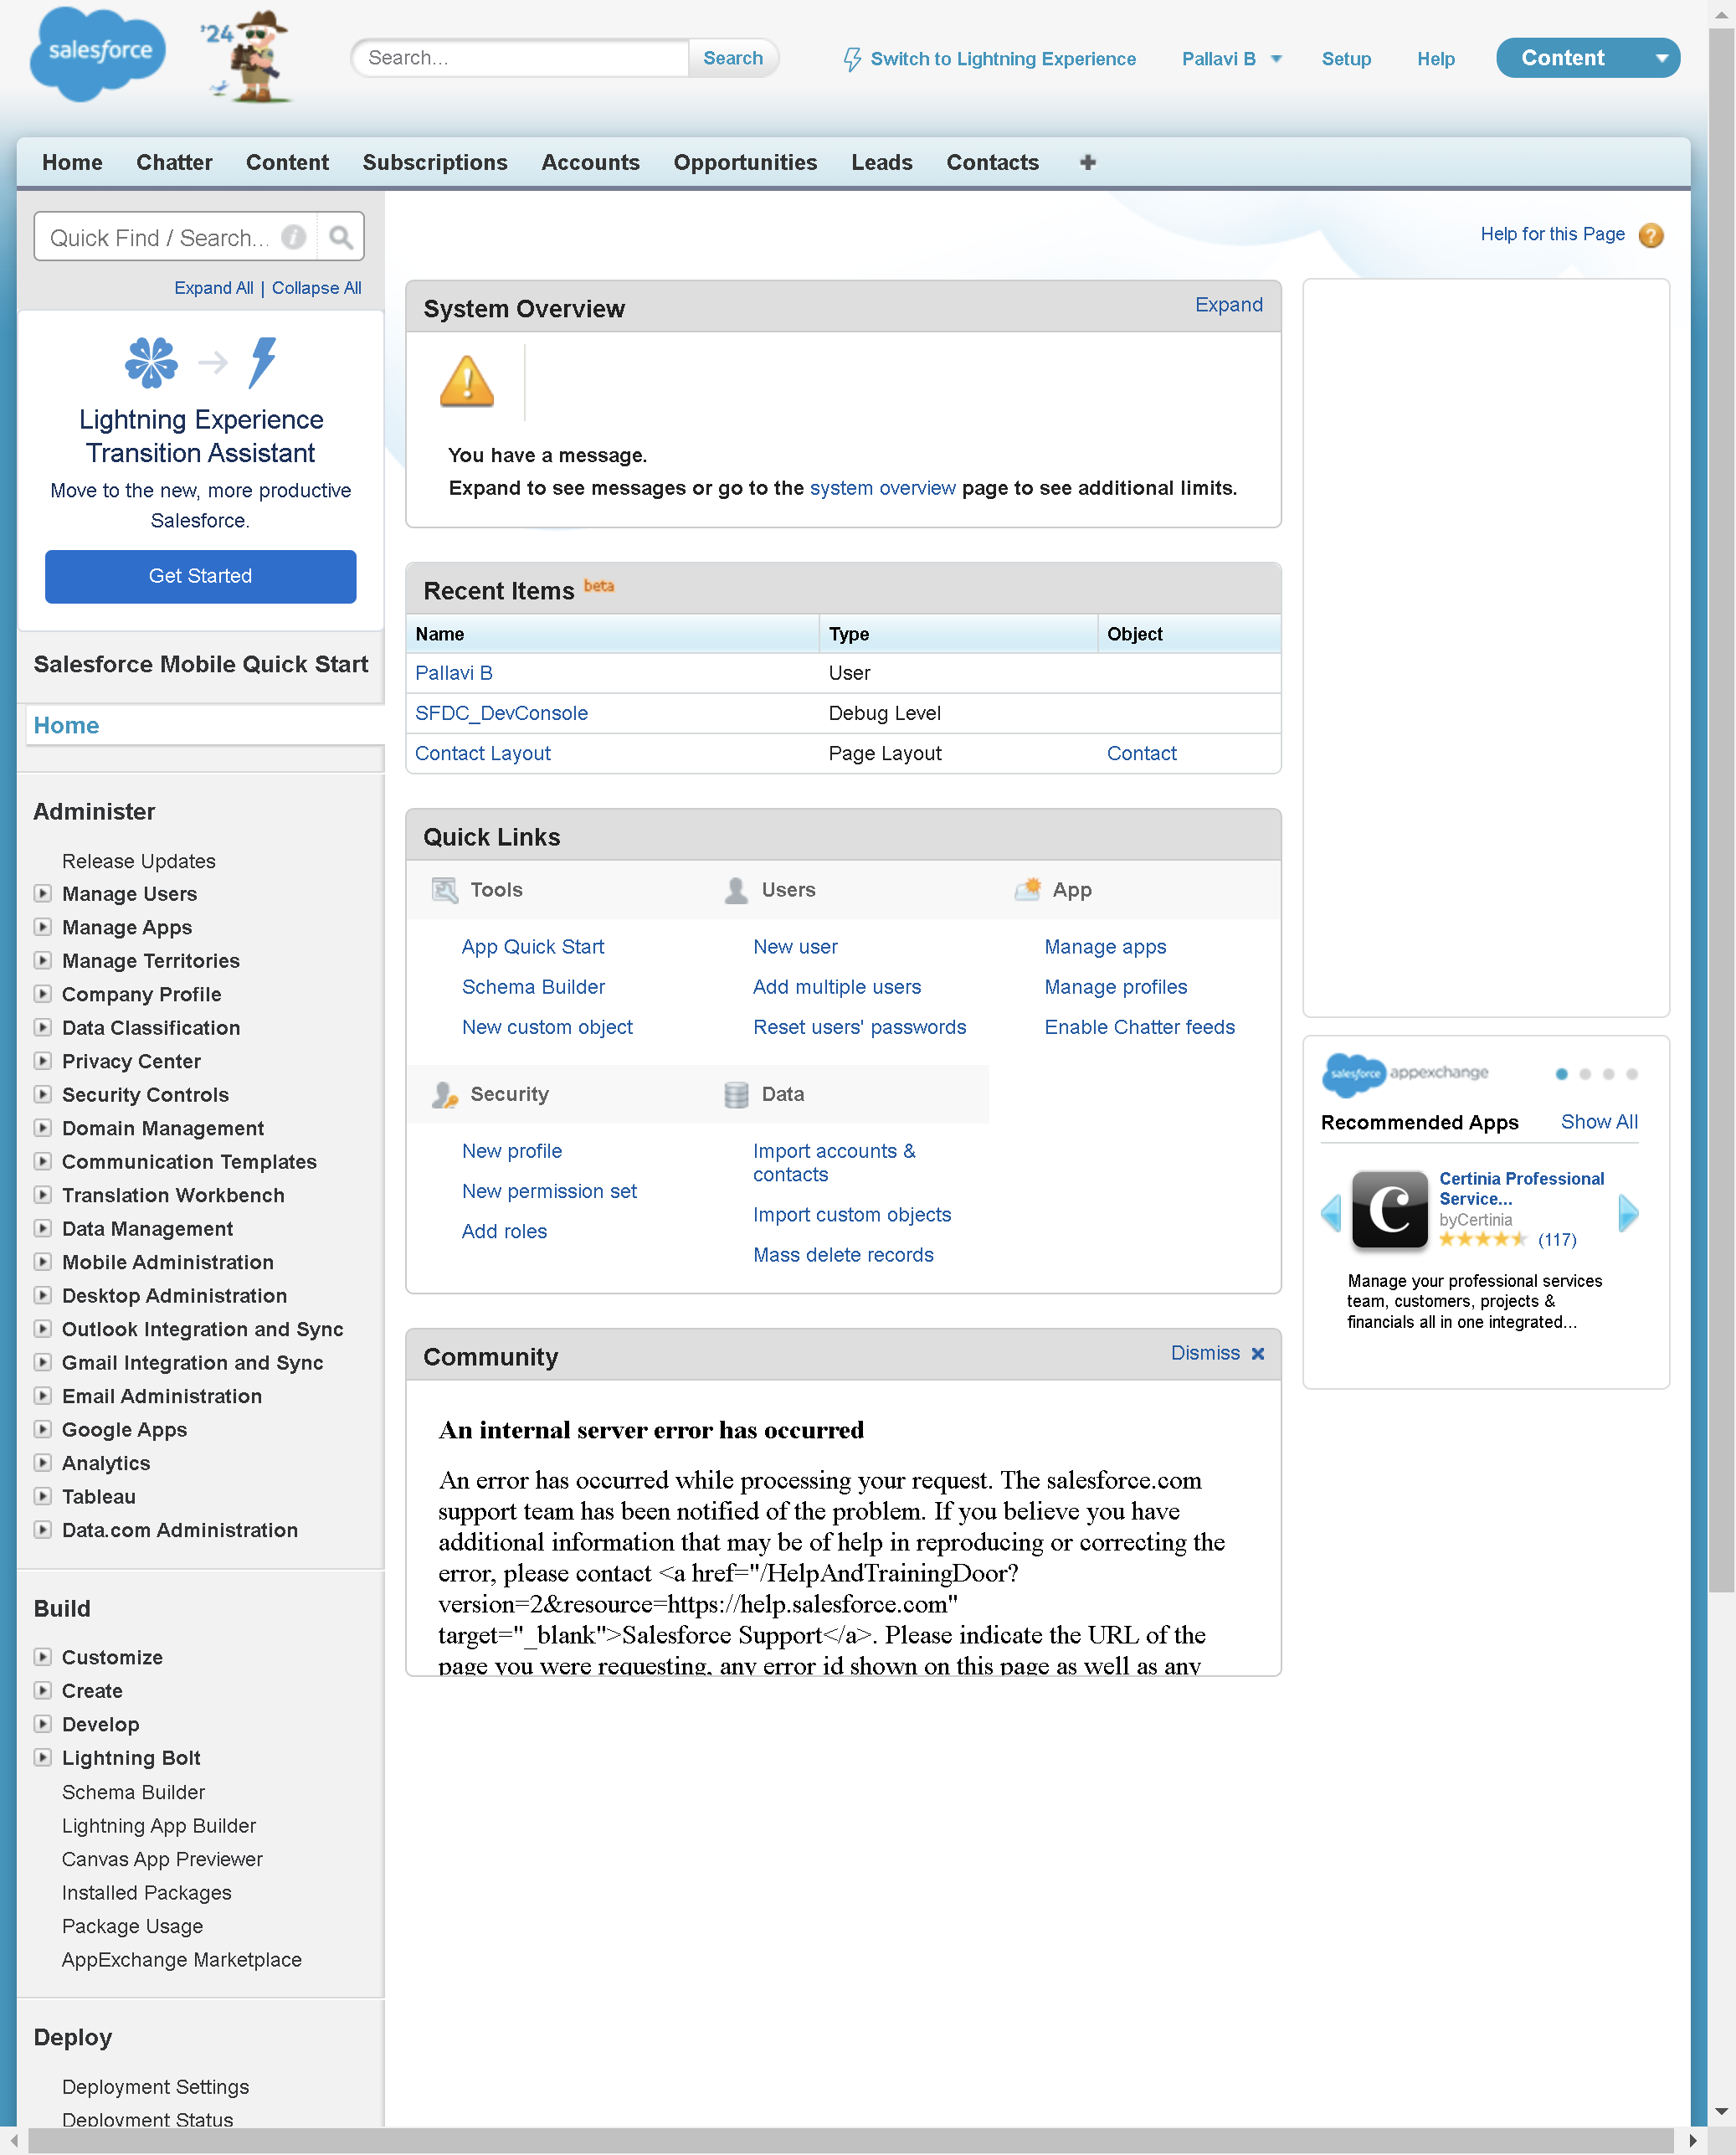 salesforce
'24
Search...
Search
Switch to Lightning Experience
Pallavi B
Setup
Help
Content
Home
Chatter
Content
Subscriptions
Accounts
Opportunities
Leads
Contacts
Quick Find / Search...
Expand All | Collapse All
Lightning Experience
Transition Assistant
Move to the new, more productive
Salesforce.
Get Started
Salesforce Mobile Quick Start
Home
Administer
Release Updates
Manage Users
Manage Apps
Manage Territories
Company Profile
Data Classification
Privacy Center
Security Controls
Domain Management
Communication Templates
Translation Workbench
Data Management
Mobile Administration
Desktop Administration
Outlook Integration and Sync
Gmail Integration and Sync
Email Administration
Google Apps
Analytics
Tableau
Data.com Administration
Build
Customize
Create
Develop
Lightning Bolt
Schema Builder
Lightning App Builder
Canvas App Previewer
Installed Packages
Package Usage
AppExchange Marketplace
Deploy
Deployment Settings
Deployment Status
Help for this Page
System Overview
Expand
You have a message.
Expand to see messages or go to the system overview page to see additional limits.
Recent Items beta
Name Type Object
Pallavi B User
SFDC_DevConsole Debug Level
Contact Layout Page Layout Contact
Quick Links
Tools
App Quick Start
Schema Builder
New custom object
Users
New user
Add multiple users
Reset users' passwords
App
Manage apps
Manage profiles
Enable Chatter feeds
Security
New profile
New permission set
Add roles
Data
Import accounts &
contacts
Import custom objects
Mass delete records
Community
Dismiss
An internal server error has occurred
An error has occurred while processing your request. The salesforce.com
support team has been notified of the problem. If you believe you have
additional information that may be of help in reproducing or correcting the
error, please contact <a href="/HelpAndTrainingDoor?
version=2&resource=https://help.salesforce.com"
target="_blank">Salesforce Support</a>. Please indicate the URL of the
page you were requesting, any error id shown on this page as well as any
salesforce appexchange
Recommended Apps
Show All
C
Certinia Professional
Service...
byCertinia
(117)
Manage your professional services
team, customers, projects &
financials all in one integrated...